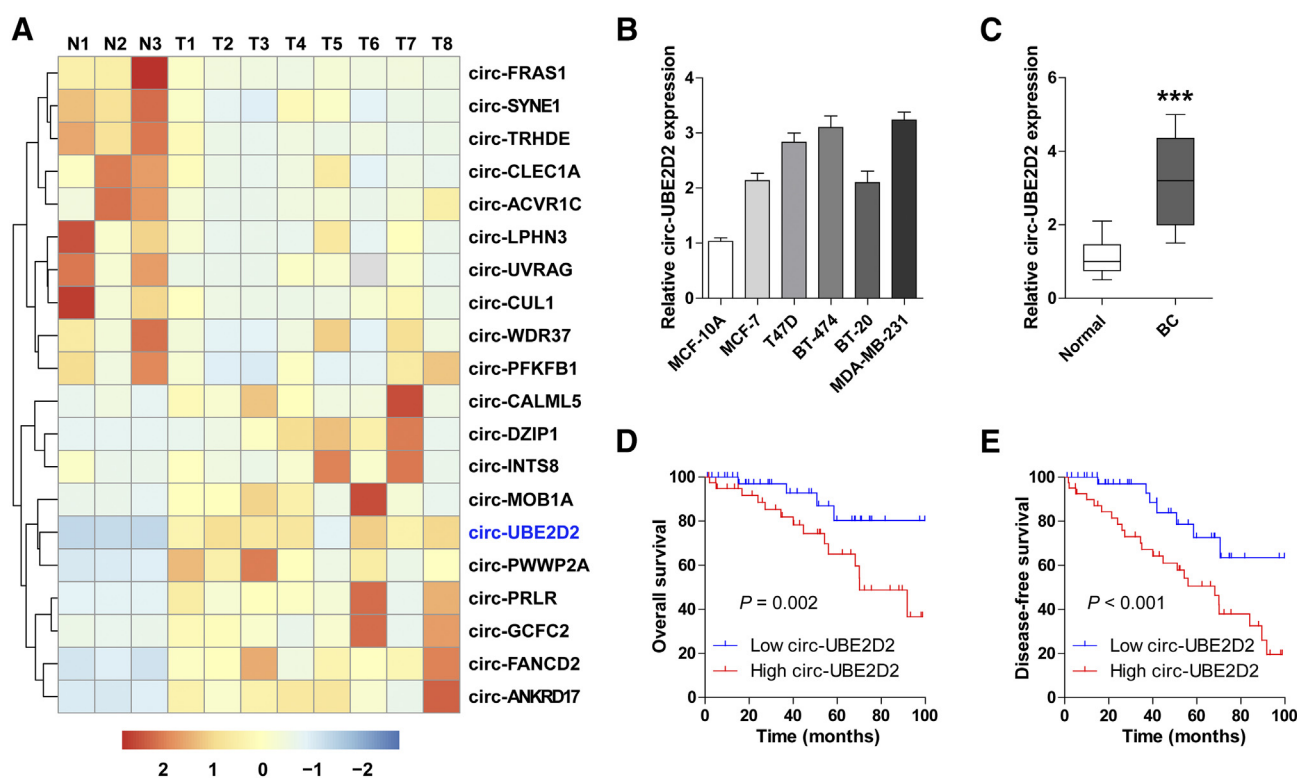 A
N1 N2 N3 T1 T2 T3 T4 T5 T6 T7 T8
circ-FRAS1
circ-SYNE1
circ-TRHDE
circ-CLEC1A
circ-ACVR1C
circ-LPHN3
circ-UVRAG
circ-CUL1
circ-WDR37
circ-PFKFB1
circ-CALML5
circ-DZIP1
circ-INTS8
circ-MOB1A
circ-UBE2D2
circ-PWWP2A
circ-PRLR
circ-GCFC2
circ-FANCD2
circ-ANKRD17
2 1 0 −1 −2
B
Relative circ-UBE2D2 expression
4
3
2
1
0
MCF-10A
MCF-7
T47D
BT-474
BT-20
MDA-MB-231
C
Relative circ-UBE2D2 expression
6
4
2
0
***
Normal
BC
D
Overall survival
100
80
60
40
20
0
P = 0.002
Low circ-UBE2D2
High circ-UBE2D2
0 20 40 60 80 100
Time (months)
E
Disease-free survival
100
80
60
40
20
0
P < 0.001
Low circ-UBE2D2
High circ-UBE2D2
0 20 40 60 80 100
Time (months)